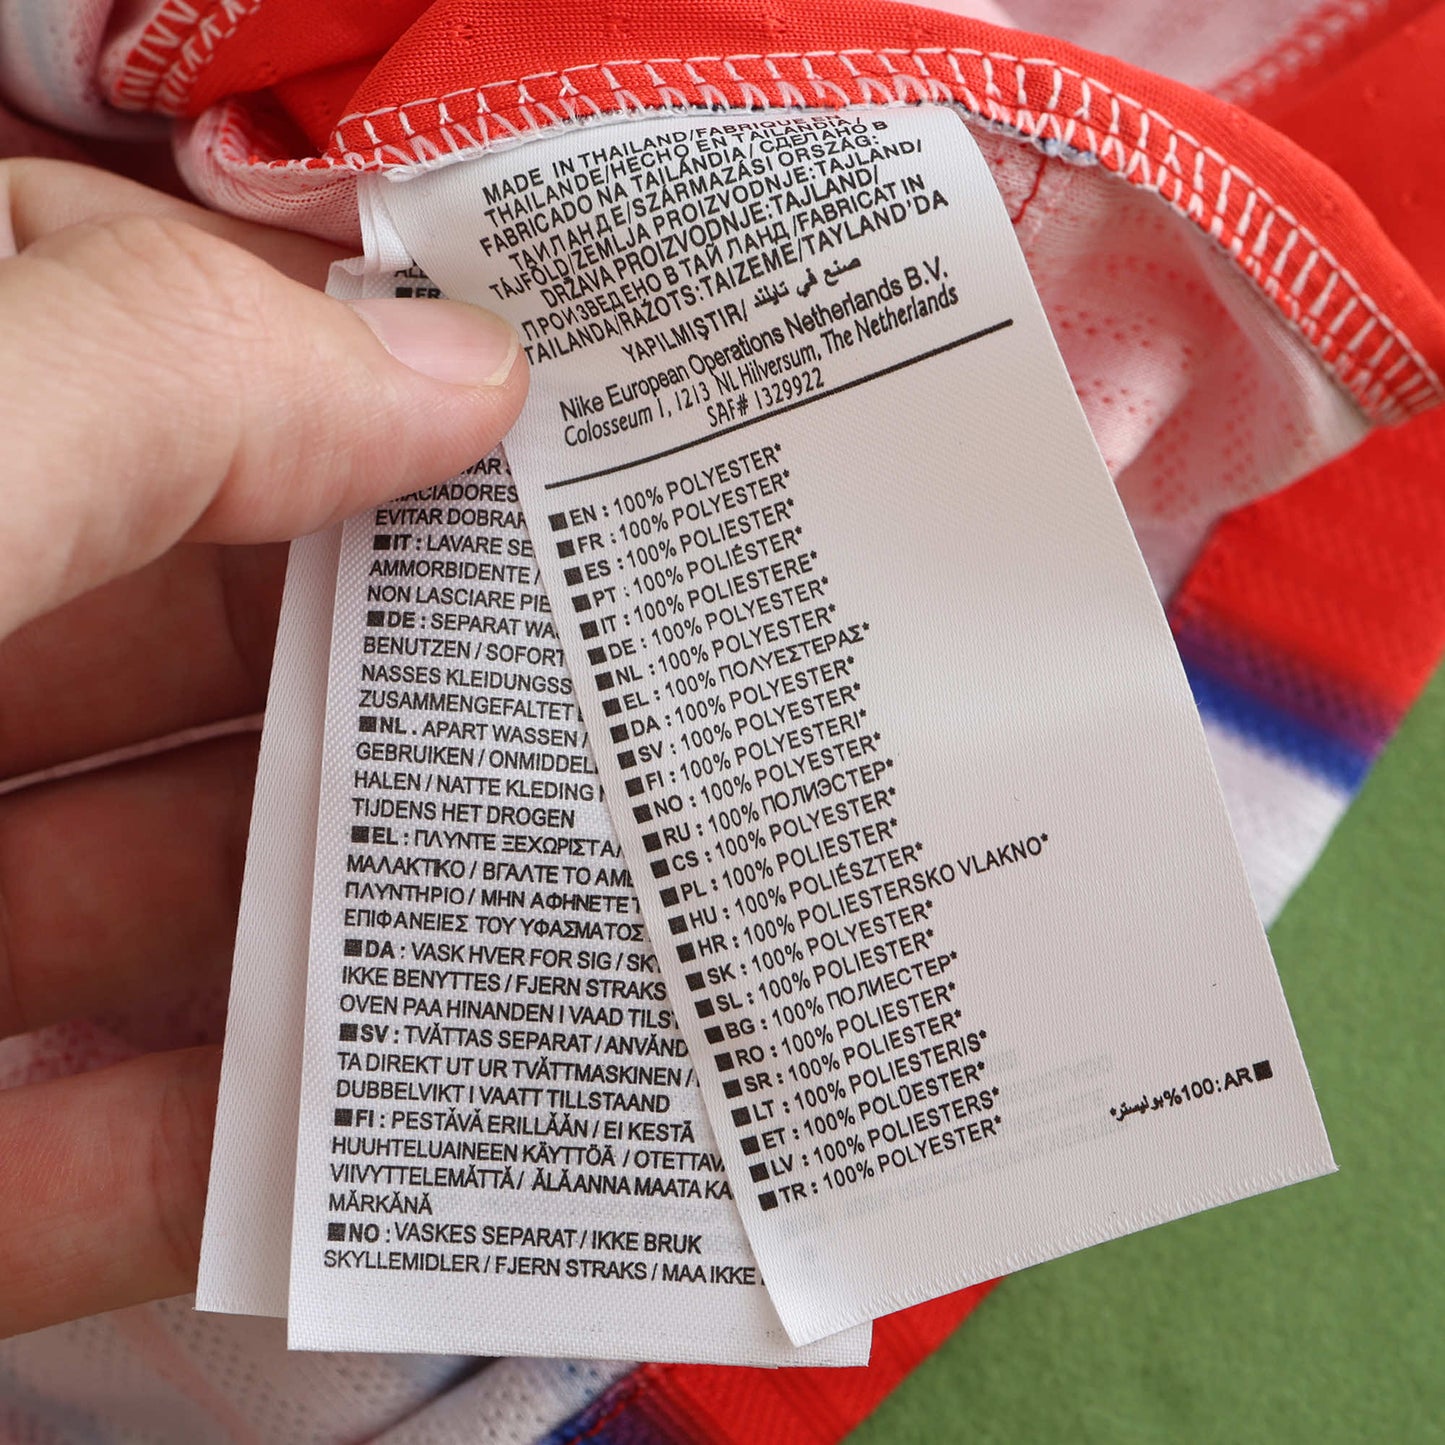 MADE IN THAILAND/FABRIQUE EN
THAILANDE/HECHO EN TAILANDIA/
FABRICADO NA TAILÂNDIA/СДЕЛАНО В
ТАИЛАНДЕ/SZÁRMAZÁSI ORSZÁG:
TAJFÖLD/ZEMLJA PROIZVODNJE:TAJLAND/
DRŽAVA PROIZVODNJE:TAJLAND/
ПРОИЗВЕДЕНО В ТАЙ ЛАНД/FABRICAT IN
TAILANDA/RAŽOTS:TAIZEME/TAYLAND'DA
YAPILMIŞTIR/ صنع في تايلند
Nike European Operations Netherlands B.V.
Colosseum 1, 1213 NL Hilversum, The Netherlands
SAF# 1329922
EN : 100% POLYESTER*
FR : 100% POLYESTER*
ES : 100% POLIÉSTER*
PT : 100% POLIÉSTER*
IT : 100% POLIESTERE*
DE : 100% POLYESTER*
NL : 100% POLYESTER*
EL : 100% ΠΟΛΥΕΣΤΕΡΑΣ*
DA : 100% POLYESTER*
SV : 100% POLYESTER*
FI : 100% POLYESTERI*
NO : 100% POLYESTER*
RU : 100% ПОЛИЭСТЕР*
CS : 100% POLYESTER*
PL : 100% POLIESTER*
HU : 100% POLIÉSZTER*
HR : 100% POLIESTERSKO VLAKNO*
SK : 100% POLYESTER*
SL : 100% POLIESTER*
BG : 100% ПОЛИЕСТЕР*
RO : 100% POLIESTER*
SR : 100% POLIESTER*
LT : 100% POLIESTERIS*
ET : 100% POLÜESTER*
LV : 100% POLIESTERS*
TR : 100% POLYESTER*
AR:100%بوليستر*
FR
MACIADORES
EVITAR DOBRAR
IT : LAVARE SE
AMMORBIDENTE /
NON LASCIARE PIE
DE : SEPARAT WA
BENUTZEN / SOFORT
NASSES KLEIDUNGSS
ZUSAMMENGEFALTET
NL . APART WASSEN /
GEBRUIKEN / ONMIDDEL
HALEN / NATTE KLEDING
TIJDENS HET DROGEN
EL : ΠΛΥΝΤΕ ΞΕΧΩΡΙΣΤΑ/
ΜΑΛΑΚΤΙΚΟ / ΒΓΑΛΤΕ ΤΟ ΑΜ
ΠΛΥΝΤΗΡΙΟ / ΜΗΝ ΑΦΗΝΕΤΕ Τ
ΕΠΙΦΑΝΕΙΕΣ ΤΟΥ ΥΦΑΣΜΑΤΟΣ
DA : VASK HVER FOR SIG / SK
IKKE BENYTTES / FJERN STRAKS
OVEN PAA HINANDEN I VAAD TILST
SV : TVÄTTAS SEPARAT / ANVÄND
TA DIREKT UT UR TVÄTTMASKINEN /
DUBBELVIKT I VAATT TILLSTAAND
FI : PESTÄVÄ ERILLÄÄN / EI KESTÄ
HUUHTELUAINEEN KÄYTTÖÄ / OTETTAV
VIIVYTTELEMÄTTÄ / ÄLÄ ANNA MAATA KA
MÄRKÄNÄ
NO : VASKES SEPARAT / IKKE BRUK
SKYLLEMIDLER / FJERN STRAKS / MAA IKKE